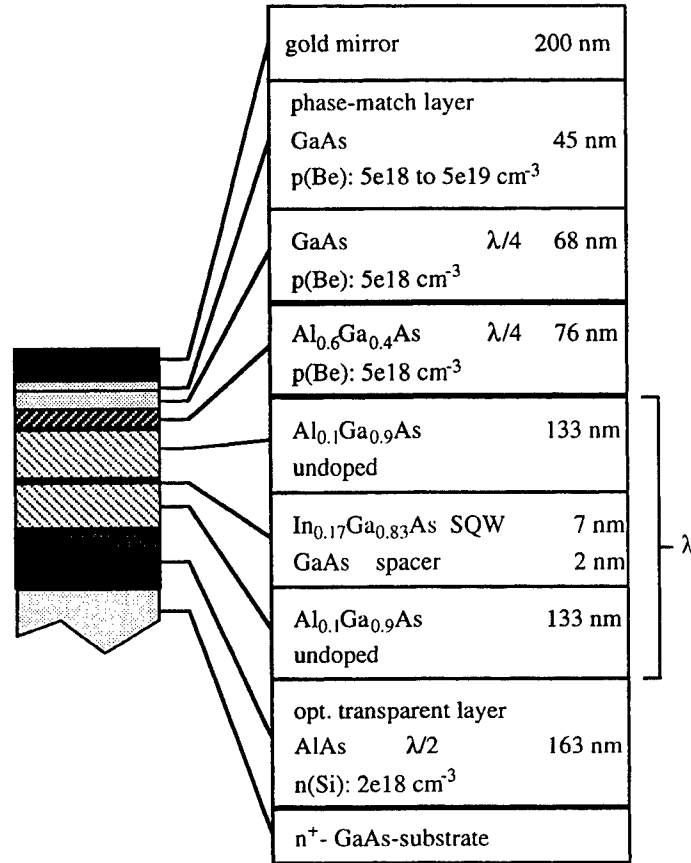 gold mirror 200 nm
phase-match layer
GaAs 45 nm
p(Be): 5e18 to 5e19 cm⁻³
GaAs λ/4 68 nm
p(Be): 5e18 cm⁻³
Al₀.₆Ga₀.₄As λ/4 76 nm
p(Be): 5e18 cm⁻³
Al₀.₁Ga₀.₉As 133 nm
undoped
In₀.₁₇Ga₀.₈₃As SQW 7 nm
GaAs spacer 2 nm
λ
Al₀.₁Ga₀.₉As 133 nm
undoped
opt. transparent layer
AlAs λ/2 163 nm
n(Si): 2e18 cm⁻³
n⁺- GaAs-substrate